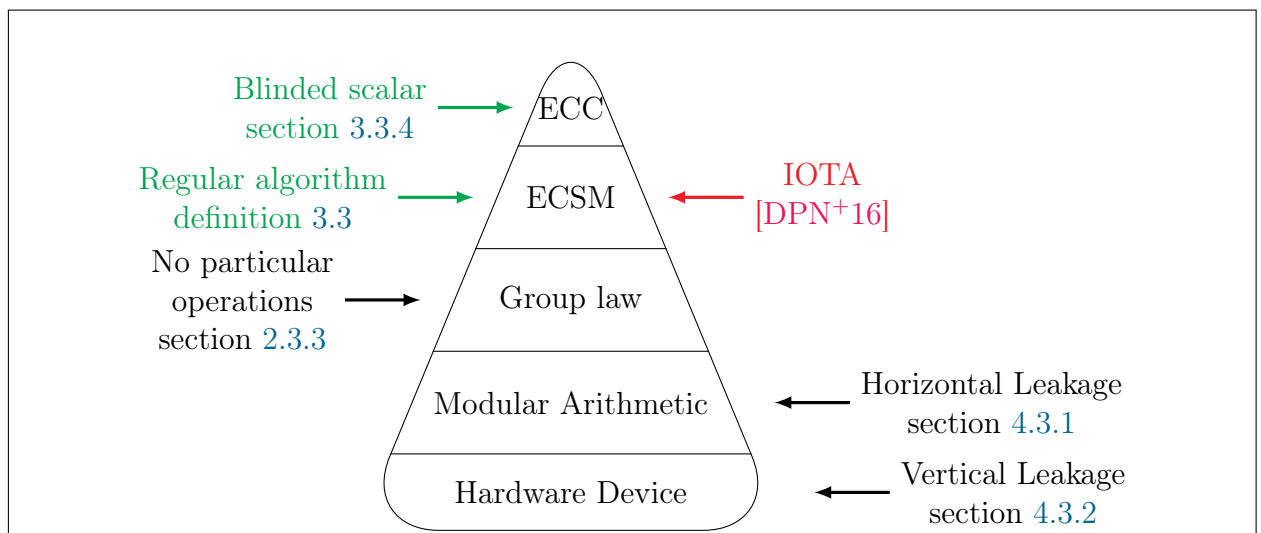 Blinded scalar
section 3.3.4
ECC
Regular algorithm
definition 3.3
ECSM
IOTA
[DPN+16]
No particular
operations
section 2.3.3
Group law
Modular Arithmetic
Horizontal Leakage
section 4.3.1
Hardware Device
Vertical Leakage
section 4.3.2